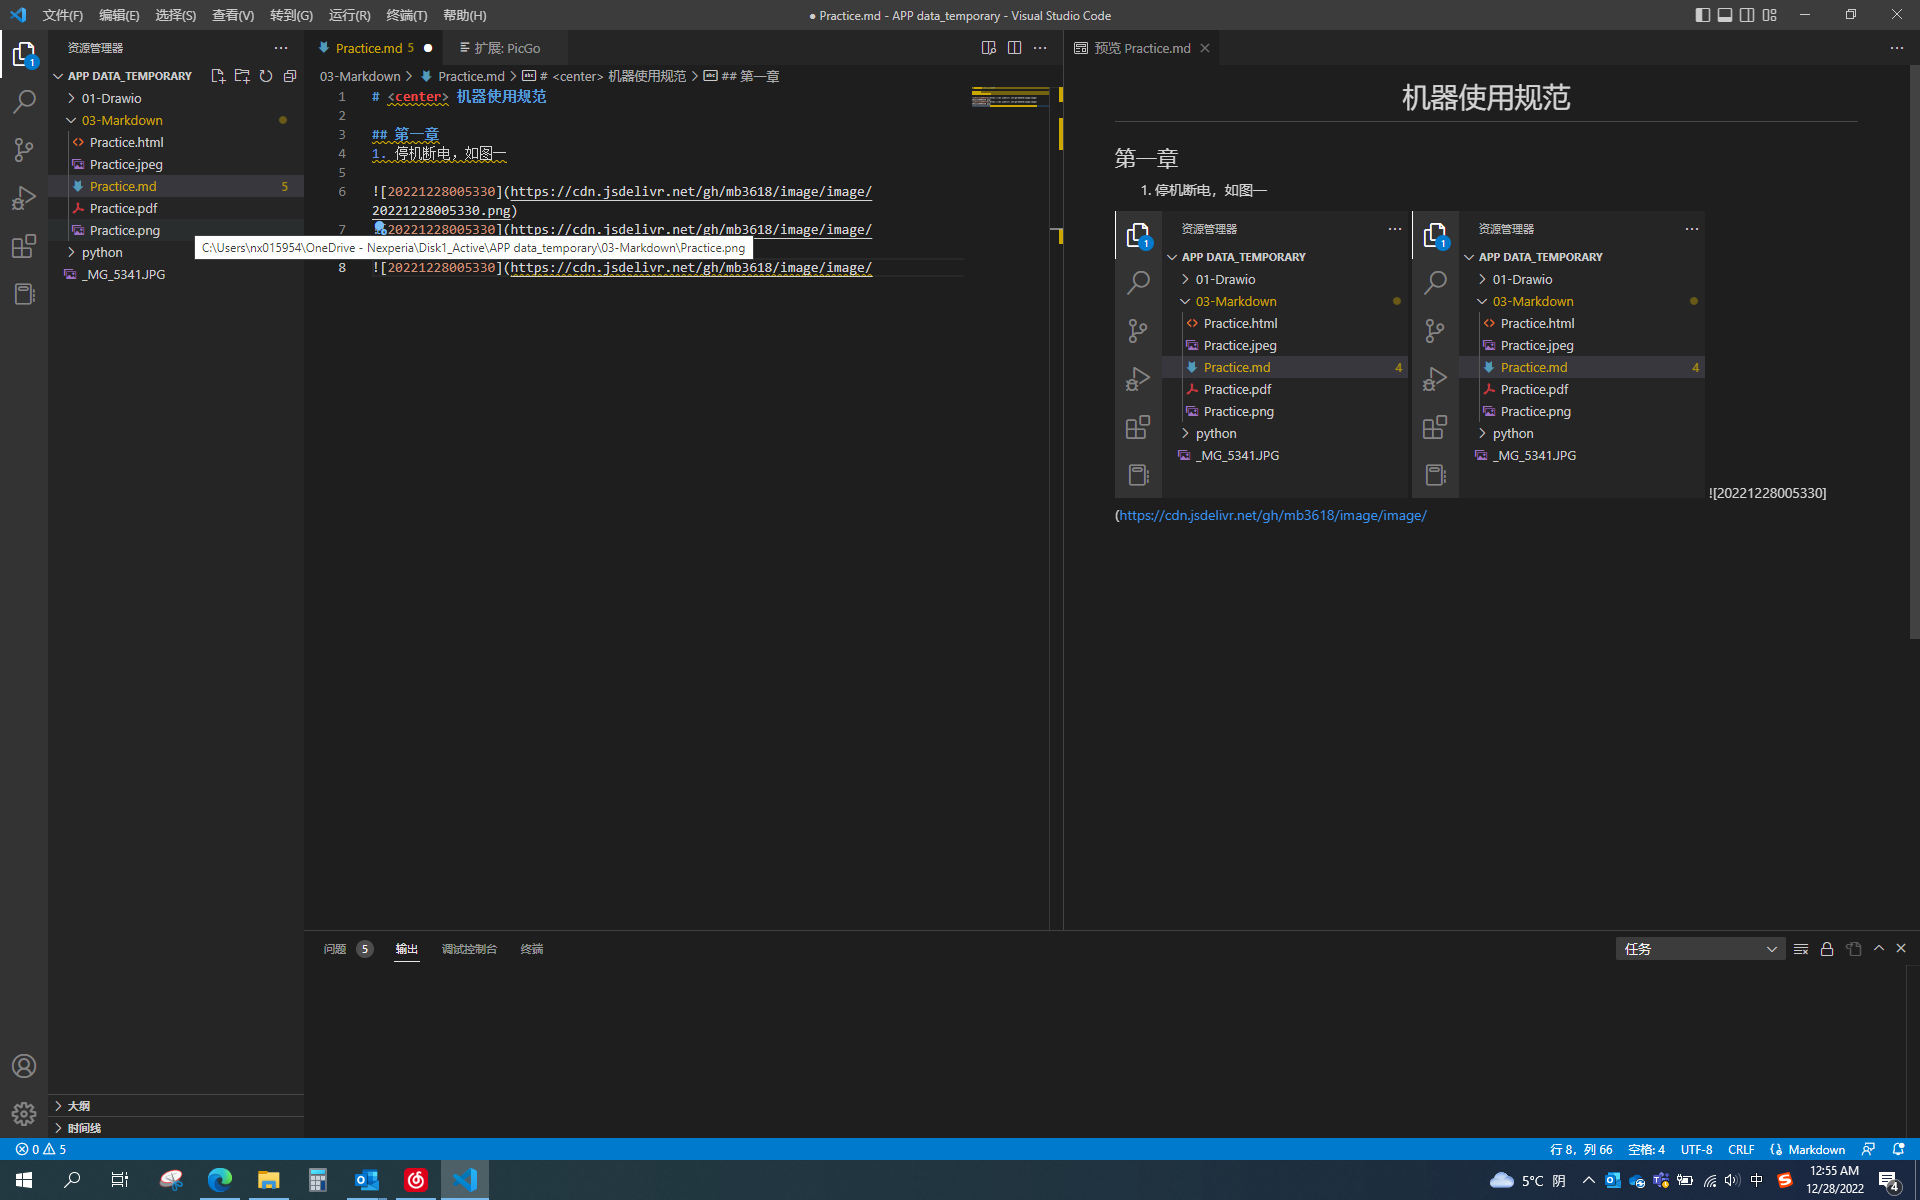 文件(F) 编辑(E) 选择(S) 查看(V) 转到(G) 运行(R) 终端(T) 帮助(H)
● Practice.md - APP data_temporary - Visual Studio Code
资源管理器
1
APP DATA_TEMPORARY
01-Drawio
03-Markdown
Practice.html
Practice.jpeg
Practice.md 5
Practice.pdf
Practice.png
python
_MG_5341.JPG
大纲
时间线
Practice.md 5
扩展: PicGo
03-Markdown > Practice.md > # <center> 机器使用规范 > ## 第一章
1 # <center> 机器使用规范
2
3 ## 第一章
4 1. 停机断电，如图一
5
6 ![20221228005330](https://cdn.jsdelivr.net/gh/mb3618/image/image/
20221228005330.png)
7 20221228005330](https://cdn.jsdelivr.net/gh/mb3618/image/image/
C:\Users\nx015954\OneDrive - Nexperia\Disk1_Active\APP data_temporary\03-Markdown\Practice.png
8 ![20221228005330](https://cdn.jsdelivr.net/gh/mb3618/image/image/
预览 Practice.md
机器使用规范
第一章
1. 停机断电，如图一
1
资源管理器
APP DATA_TEMPORARY
01-Drawio
03-Markdown
Practice.html
Practice.jpeg
Practice.md 4
Practice.pdf
Practice.png
python
_MG_5341.JPG
1
资源管理器
APP DATA_TEMPORARY
01-Drawio
03-Markdown
Practice.html
Practice.jpeg
Practice.md 4
Practice.pdf
Practice.png
python
_MG_5341.JPG
![20221228005330]
(https://cdn.jsdelivr.net/gh/mb3618/image/image/
问题 5 输出 调试控制台 终端
任务
0 5
行 8，列 66 空格: 4 UTF-8 CRLF Markdown
5°C 阴
中
12:55 AM
12/28/2022
4